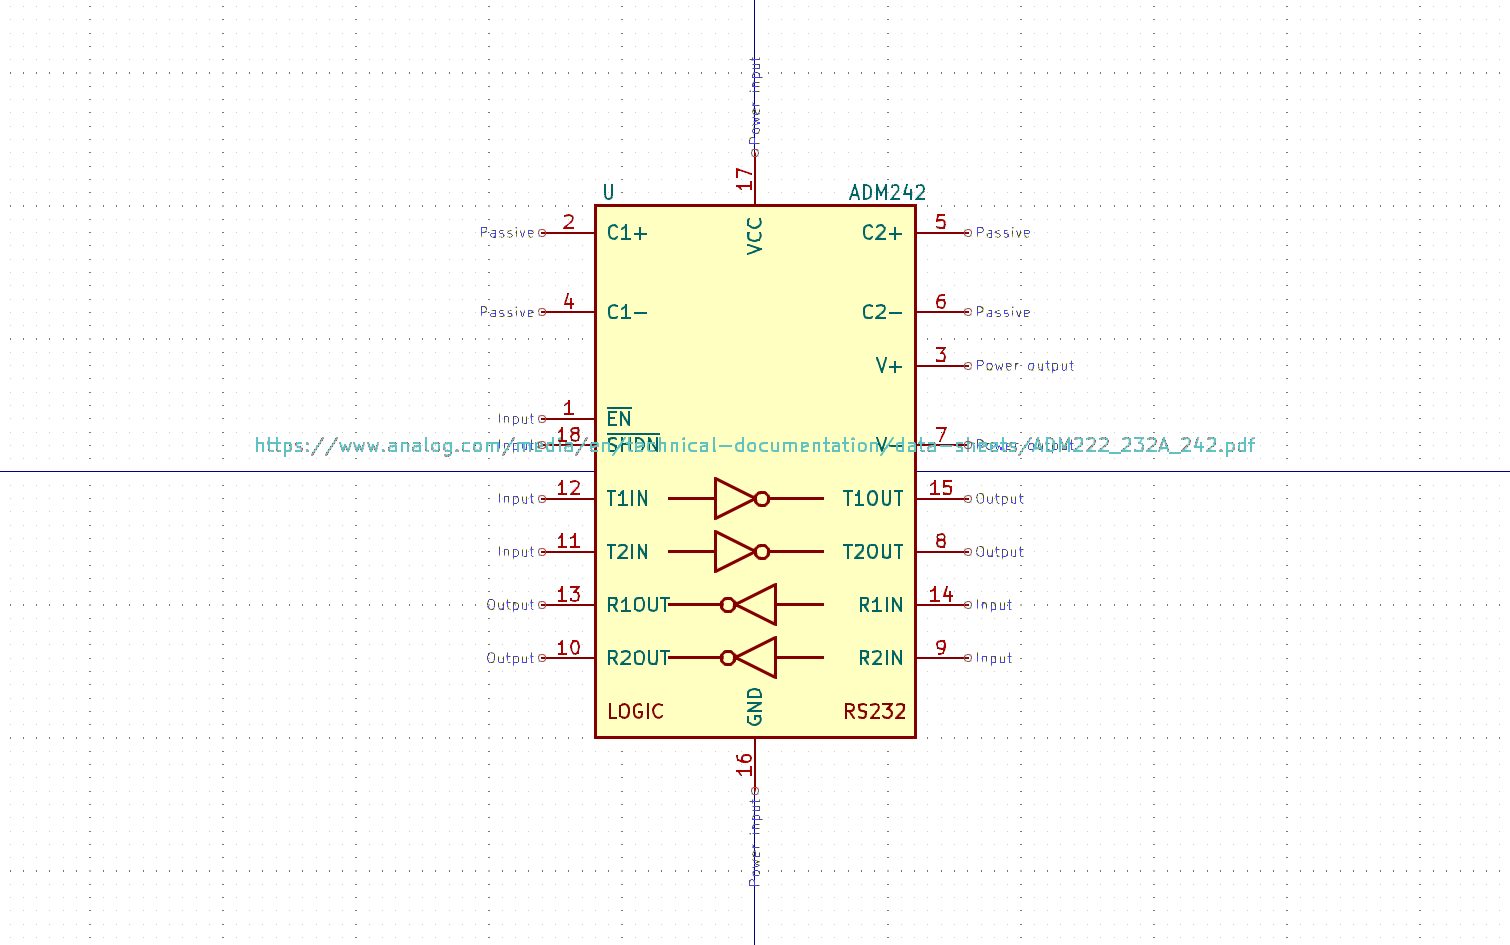 Power input
17
U ADM242
VCC
Passive 2 C1+ C2+ 5 Passive
Passive 4 C1- C2- 6 Passive
V+ 3 Power output
Input 1 EN
Input 18 SHDN V- 7 Power output
https://www.analog.com/media/en/technical-documentation/data-sheets/ADM222_232A_242.pdf
Input 12 T1IN T1OUT 15 Output
Input 11 T2IN T2OUT 8 Output
Output 13 R1OUT R1IN 14 Input
Output 10 R2OUT R2IN 9 Input
LOGIC GND RS232
16
Power input